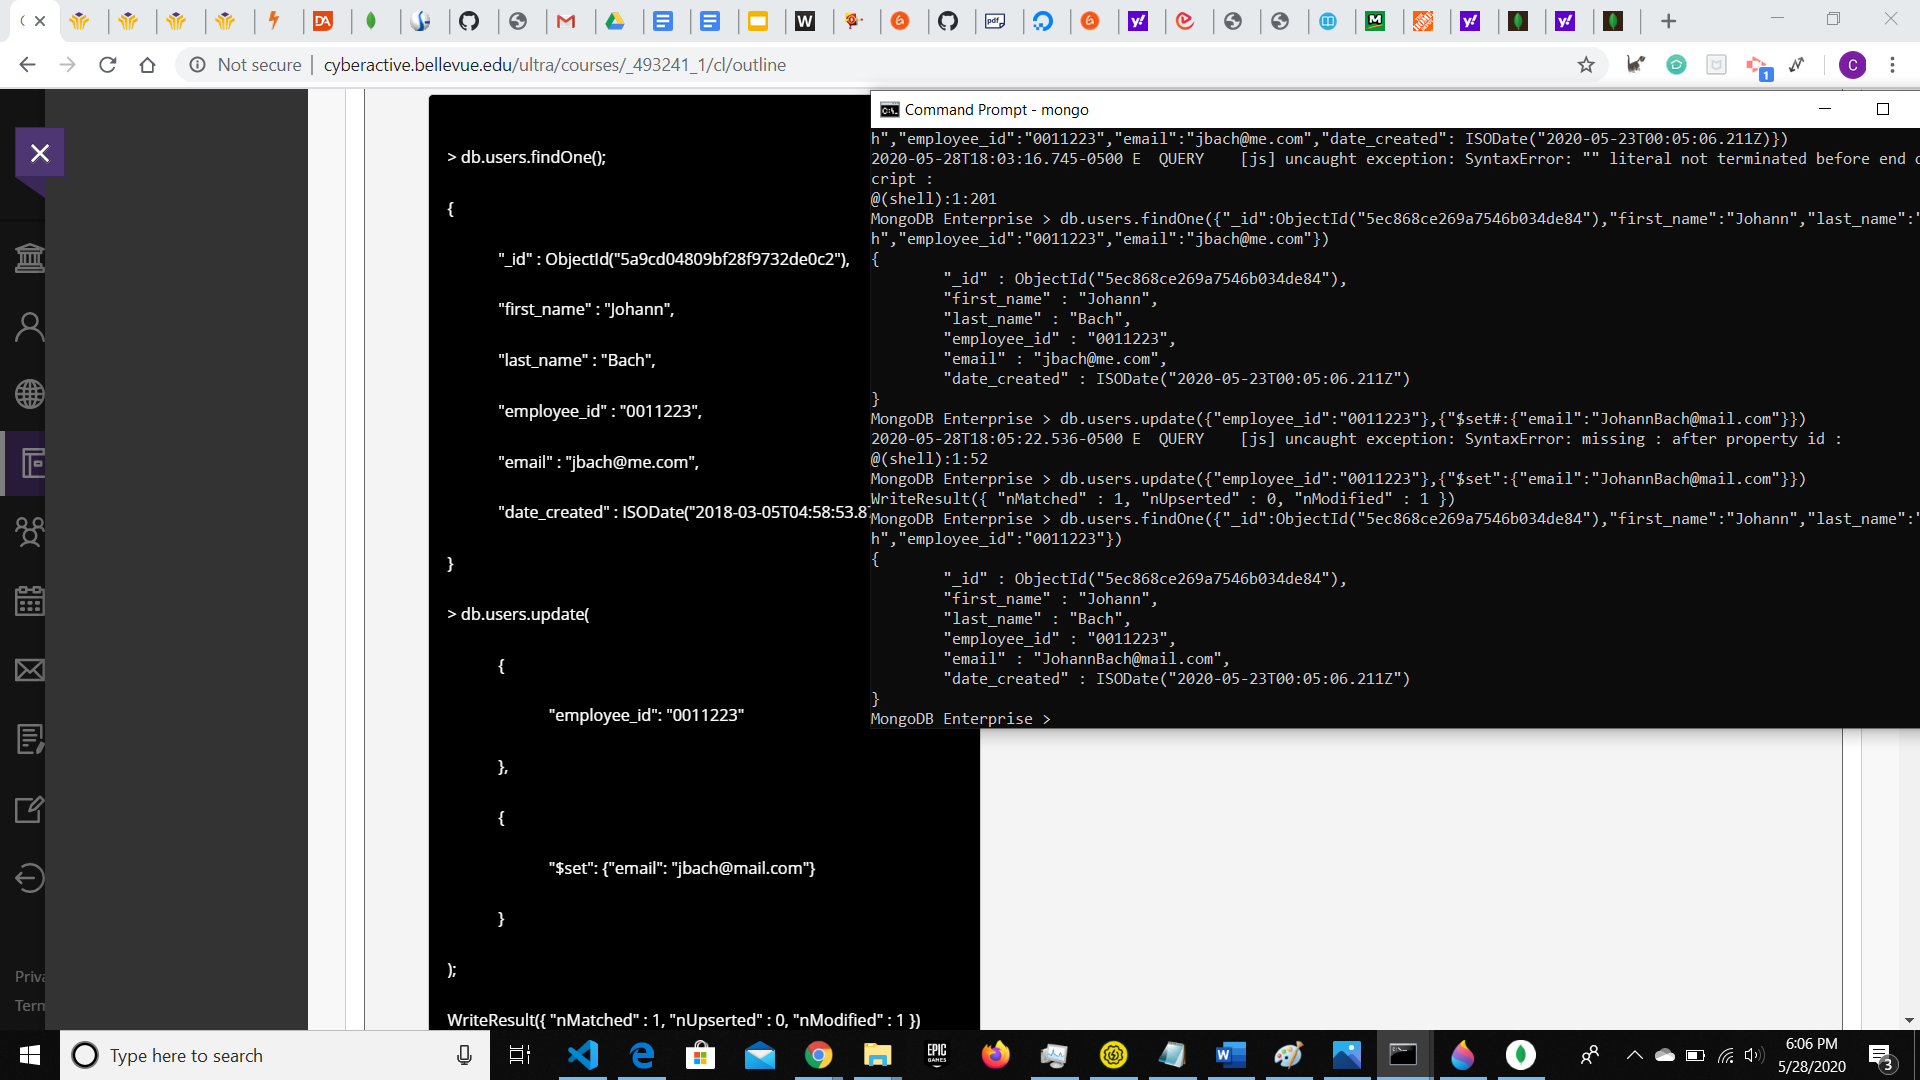 Not secure
cyberactive.bellevue.edu/ultra/courses/_493241_1/cl/outline
1
C
> db.users.findOne();
{
"_id" : ObjectId("5a9cd04809bf28f9732de0c2"),
"first_name" : "Johann",
"last_name" : "Bach",
"employee_id" : "0011223",
"email" : "jbach@me.com",
"date_created" : ISODate("2018-03-05T04:58:53.87
}
> db.users.update(
{
"employee_id": "0011223"
},
{
"$set": {"email": "jbach@mail.com"}
}
);
WriteResult({ "nMatched" : 1, "nUpserted" : 0, "nModified" : 1 })
Priva
Term
Command Prompt - mongo
h","employee_id":"0011223","email":"jbach@me.com","date_created": ISODate("2020-05-23T00:05:06.211Z)})
2020-05-28T18:03:16.745-0500 E  QUERY    [js] uncaught exception: SyntaxError: "" literal not terminated before end o
cript :
@(shell):1:201
MongoDB Enterprise > db.users.findOne({"_id":ObjectId("5ec868ce269a7546b034de84"),"first_name":"Johann","last_name":"
h","employee_id":"0011223","email":"jbach@me.com"})
{
"_id" : ObjectId("5ec868ce269a7546b034de84"),
"first_name" : "Johann",
"last_name" : "Bach",
"employee_id" : "0011223",
"email" : "jbach@me.com",
"date_created" : ISODate("2020-05-23T00:05:06.211Z")
}
MongoDB Enterprise > db.users.update({"employee_id":"0011223"},{"$set#:{"email":"JohannBach@mail.com"}})
2020-05-28T18:05:22.536-0500 E  QUERY    [js] uncaught exception: SyntaxError: missing : after property id :
@(shell):1:52
MongoDB Enterprise > db.users.update({"employee_id":"0011223"},{"$set":{"email":"JohannBach@mail.com"}})
WriteResult({ "nMatched" : 1, "nUpserted" : 0, "nModified" : 1 })
MongoDB Enterprise > db.users.findOne({"_id":ObjectId("5ec868ce269a7546b034de84"),"first_name":"Johann","last_name":"
h","employee_id":"0011223"})
{
"_id" : ObjectId("5ec868ce269a7546b034de84"),
"first_name" : "Johann",
"last_name" : "Bach",
"employee_id" : "0011223",
"email" : "JohannBach@mail.com",
"date_created" : ISODate("2020-05-23T00:05:06.211Z")
}
MongoDB Enterprise >
Type here to search
EPIC
GAMES
6:06 PM
5/28/2020
3